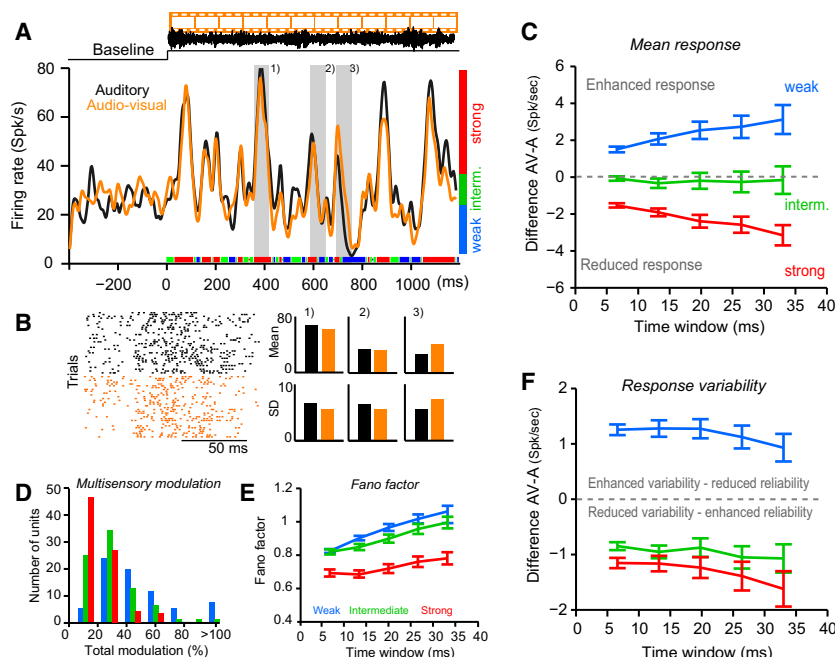 A
Baseline
80
60
40
20
0
Firing rate (Spk/s)
Auditory
Audio-visual
1)
2)
3)
strong
interm.
weak
−200
0
200
400
600
800
1000
(ms)
B
Trials
50 ms
1)
2)
3)
80
Mean
0
10
SD
0
C
Mean response
Enhanced response
weak
interm.
Reduced response
strong
Difference AV-A (Spk/sec)
6
4
2
0
−2
−4
−6
0 5 10 15 20 25 30 35 40
Time window (ms)
D
Multisensory modulation
Number of units
50
40
30
20
10
0
0 20 40 60 80 >100
Total modulation (%)
E
Fano factor
Fano factor
1.2
1
0.8
0.6
0.4
Weak Intermediate Strong
0 5 10 15 20 25 30 35 40
Time window (ms)
F
Response variability
Difference AV-A (Spk/sec)
2
1
0
−1
−2
Enhanced variability - reduced reliability
Reduced variability - enhanced reliability
0 5 10 15 20 25 30 35 40
Time window (ms)